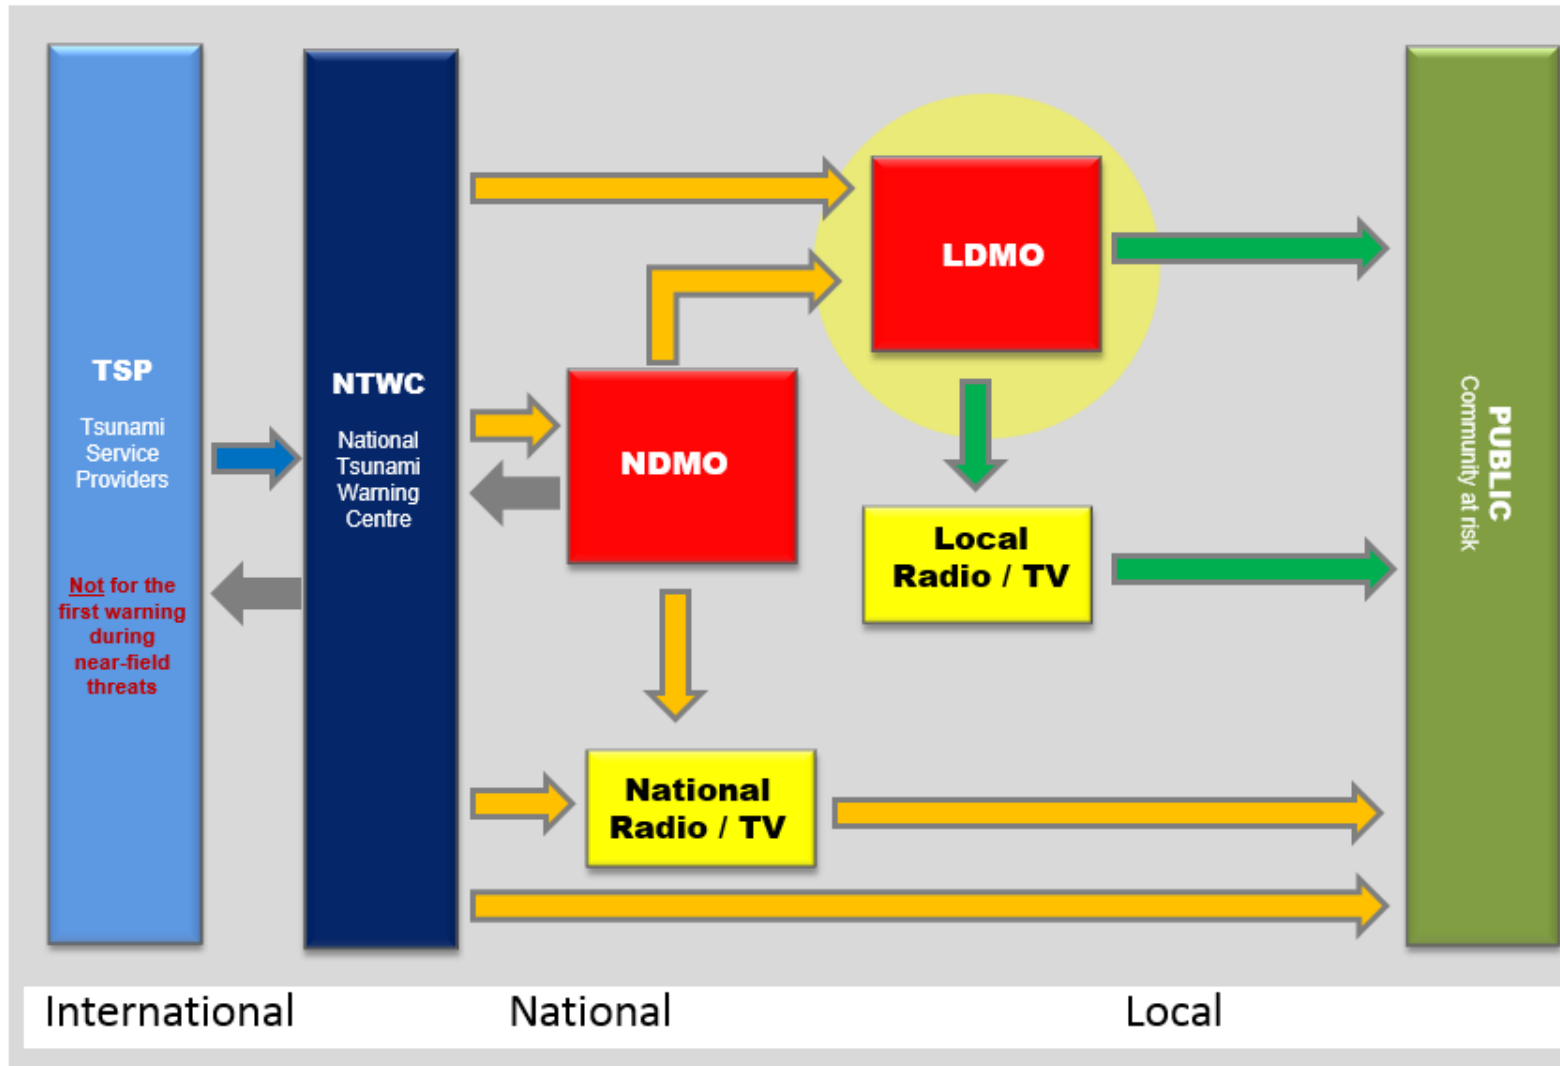 TSP
Tsunami
Service
Providers
Not for the
first warning
during
near-field
threats
NTWC
National
Tsunami
Warning
Centre
NDMO
LDMO
Local
Radio / TV
National
Radio / TV
PUBLIC
Community at risk
International
National
Local